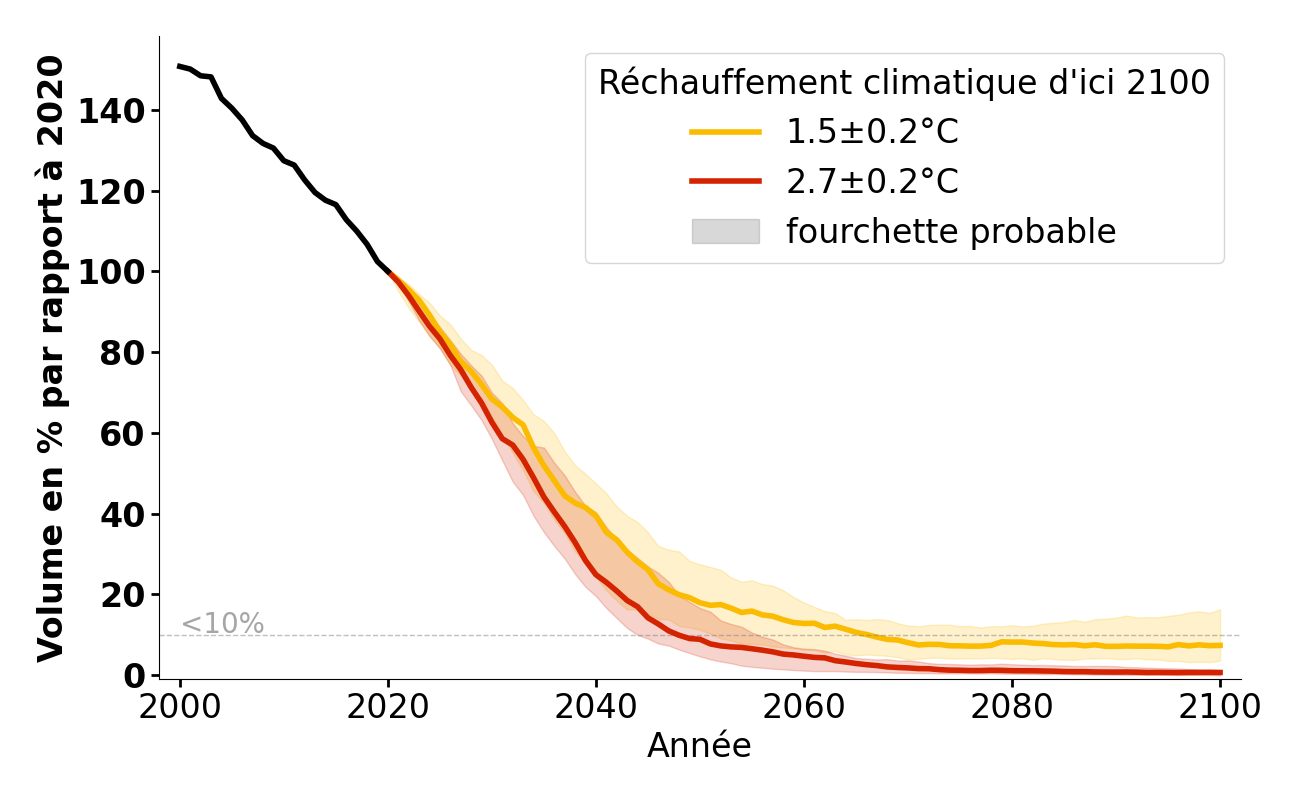 Volume en % par rapport à 2020
140
120
100
80
60
40
20
0
Réchauffement climatique d'ici 2100
1.5±0.2°C
2.7±0.2°C
fourchette probable
<10%
2000 2020 2040 2060 2080 2100
Année